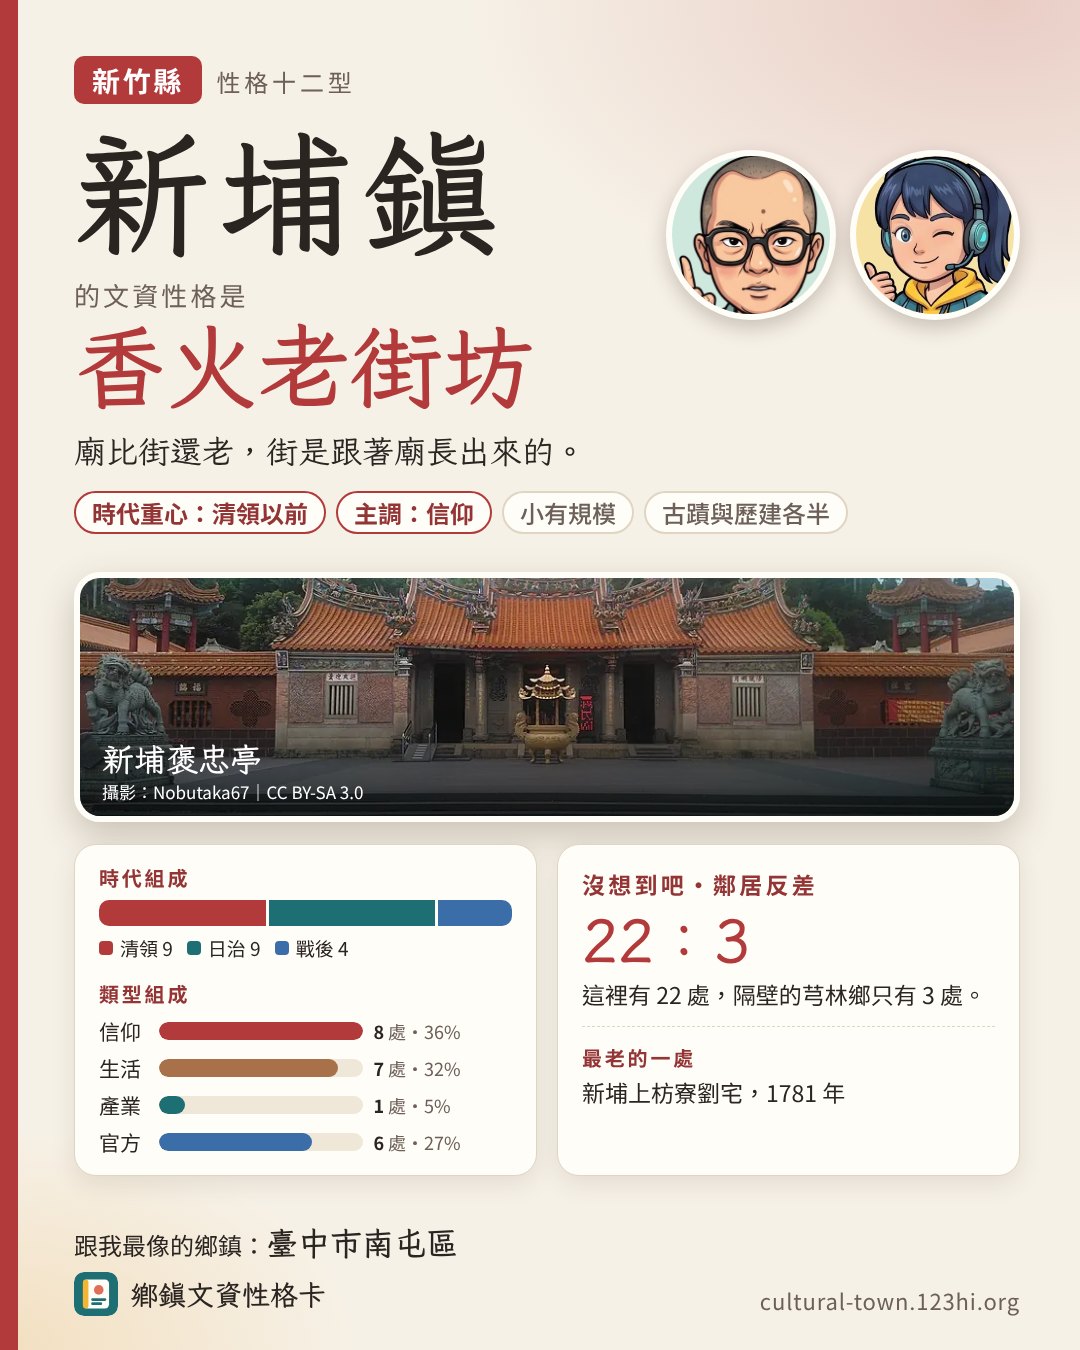 新竹縣 性格十二型
新埔鎮
的文資性格是
香火老街坊
廟比街還老，街是跟著廟長出來的。
時代重心：清領以前 主調：信仰 小有規模 古蹟與歷建各半
新埔褒忠亭
攝影：Nobutaka67｜CC BY-SA 3.0
時代組成
清領 9 日治 9 戰後 4
類型組成
信仰 8 處・36%
生活 7 處・32%
產業 1 處・5%
官方 6 處・27%
沒想到吧・鄰居反差
22：3
這裡有 22 處，隔壁的芎林鄉只有 3 處。
最老的一處
新埔上枋寮劉宅，1781 年
跟我最像的鄉鎮：臺中市南屯區
鄉鎮文資性格卡
cultural-town.123hi.org